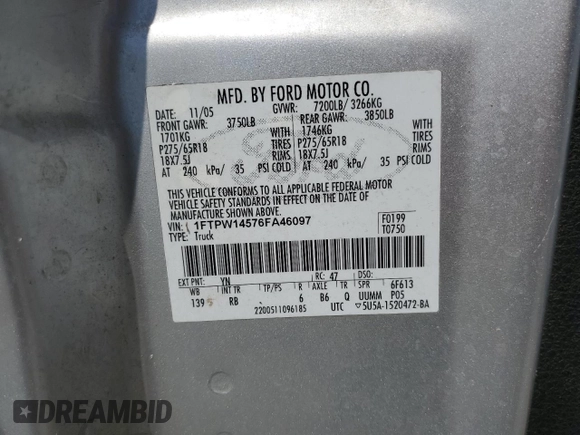 MFD. BY FORD MOTOR CO.
DATE: 11/05 GVWR: 7200LB/ 3266KG
FRONT GAWR: 3750LB REAR GAWR: 3850LB
1701KG WITH 1746KG WITH
P275/65R18 TIRES P275/65R18 TIRES
18X7.5J RIMS 18X7.5J RIMS
AT 240 kPa/ 35 PSI COLD AT 240 kPa/ 35 PSI COLD
THIS VEHICLE CONFORMS TO ALL APPLICABLE FEDERAL MOTOR
VEHICLE SAFETY STANDARDS IN EFFECT ON THE DATE OF
MANUFACTURE SHOWN ABOVE.
VIN: 1FTPW14576FA46097 F0199
TYPE: Truck T0750
EXT PNT: YN RC: 47 DSO:
WB INT TR TP/PS R AXLE TR SPR 6F613
139 RB 6 B6 Q UUMM P05
2200511096185 UTC 5U5A-1520472-BA
Ford
DREAMBID